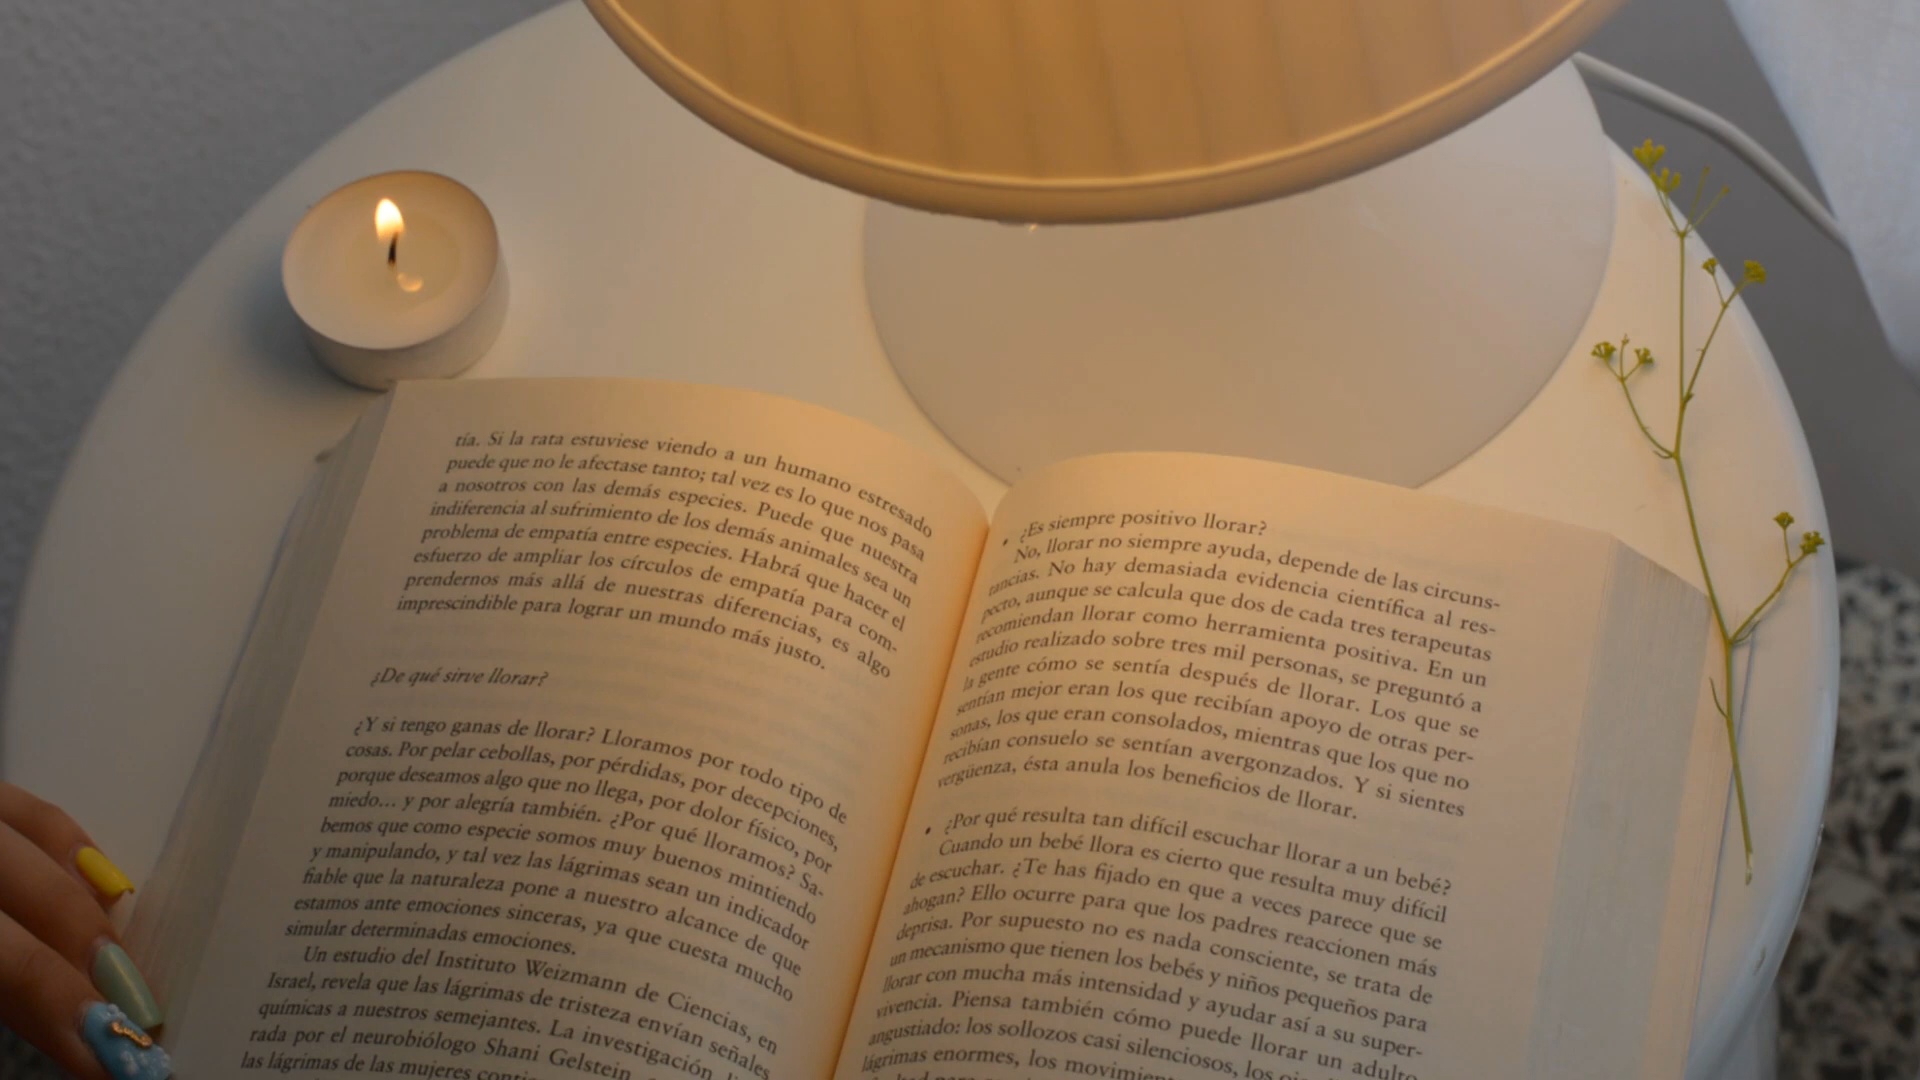 tía. Si la rata estuviese viendo a un humano estresado
puede que no le afectase tanto; tal vez es lo que nos pasa
a nosotros con las demás especies. Puede que nuestra
indiferencia al sufrimiento de los demás animales sea un
problema de empatía entre especies. Habrá que hacer el
esfuerzo de ampliar los círculos de empatía para com-
prendernos más allá de nuestras diferencias, es algo
imprescindible para lograr un mundo más justo.
¿De qué sirve llorar?
¿Y si tengo ganas de llorar? Lloramos por todo tipo de
cosas. Por pelar cebollas, por pérdidas, por decepciones,
porque deseamos algo que no llega, por dolor físico, por
miedo... y por alegría también. ¿Por qué lloramos? Sa-
bemos que como especie somos muy buenos mintiendo
y manipulando, y tal vez las lágrimas sean un indicador
fiable que la naturaleza pone a nuestro alcance de que
estamos ante emociones sinceras, ya que cuesta mucho
simular determinadas emociones.
Un estudio del Instituto Weizmann de Ciencias, en
Israel, revela que las lágrimas de tristeza envían señales
químicas a nuestros semejantes. La investigación
rada por el neurobiólogo Shani Gelstein
las lágrimas de las mujeres
• ¿Es siempre positivo llorar?
No, llorar no siempre ayuda, depende de las circuns-
tancias. No hay demasiada evidencia científica al res-
pecto, aunque se calcula que dos de cada tres terapeutas
recomiendan llorar como herramienta positiva. En un
estudio realizado sobre tres mil personas, se preguntó a
la gente cómo se sentía después de llorar. Los que se
sentían mejor eran los que recibían apoyo de otras per-
sonas, los que eran consolados, mientras que los que no
recibían consuelo se sentían avergonzados. Y si sientes
vergüenza, ésta anula los beneficios de llorar.
• ¿Por qué resulta tan difícil escuchar llorar a un bebé?
Cuando un bebé llora es cierto que resulta muy difícil
de escuchar. ¿Te has fijado en que a veces parece que se
ahogan? Ello ocurre para que los padres reaccionen más
deprisa. Por supuesto no es nada consciente, se trata de
un mecanismo que tienen los bebés y niños pequeños para
llorar con mucha más intensidad y ayudar así a su super-
vivencia. Piensa también cómo puede llorar un adulto
angustiado: los sollozos casi silenciosos, los
lágrimas enormes, los